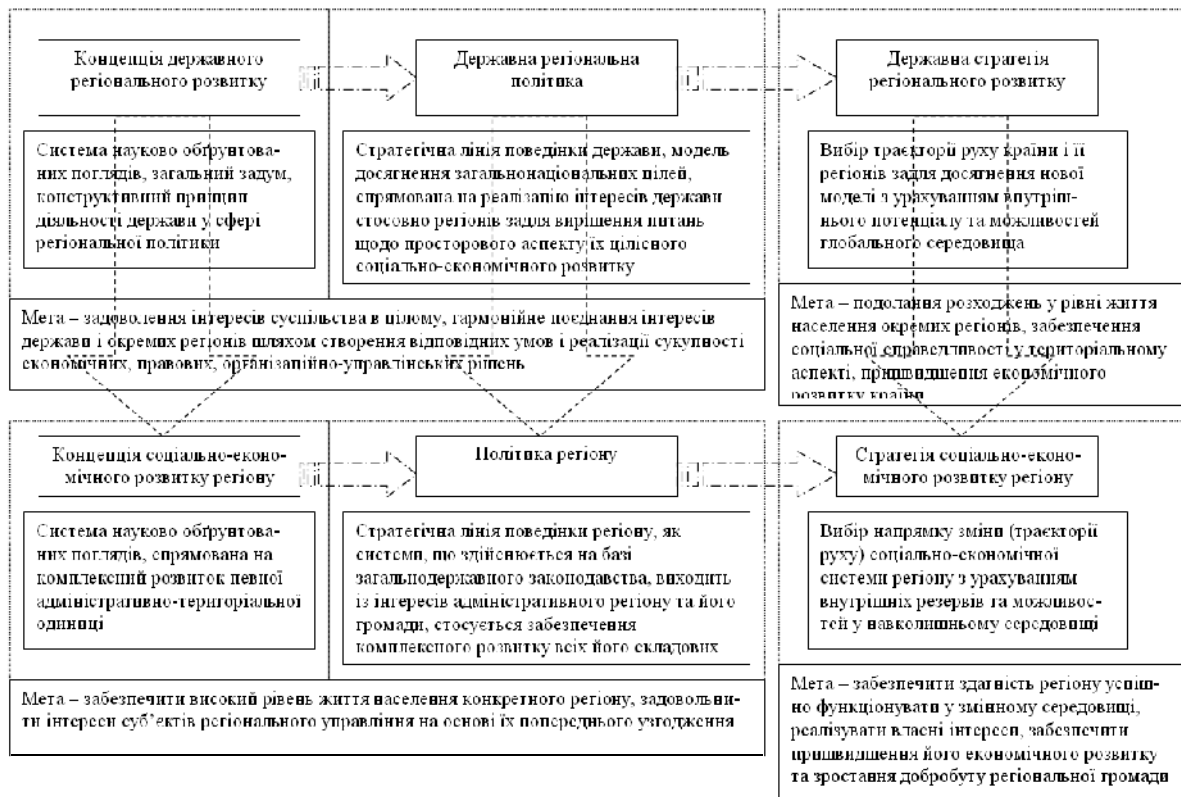 Концепція державного
регіонального розвитку
Державна регіональна
політика
Державна стратегія
регіонального розвитку
Система науково обґрунтова-
них поглядів, загальний задум,
конструктивний принцип
діяльності держави у сфері
регіональної політики
Стратегічна лінія поведінки держави, модель
досягнення загальнонаціональних цілей,
спрямована на реалізацію інтересів держави
стосовно регіонів задля вирішення питань
щодо просторового аспекту їх цілісного
соціально-економічного розвитку
Вибір траєкторії руху країни і її
регіонів задля досягнення нової
моделі з урахуванням внутріш-
нього потенціалу та можливостей
глобального середовища
Мета – задоволення інтересів суспільства в цілому, гармонійне поєднання інтересів
держави і окремих регіонів шляхом створення відповідних умов і реалізації сукупності
економічних, правових, організаційно-управлінських рішень
Мета – подолання розходжень у рівні життя
населення окремих регіонів, забезпечення
соціальної справедливості у територіальному
аспекті, пришвидшення економічного
розвитку країни
Концепція соціально-еконо-
мічного розвитку регіону
Політика регіону
Стратегія соціально-еконо-
мічного розвитку регіону
Система науково обґрунтова-
них поглядів, спрямована на
комплексний розвиток певної
адміністративно-територіальної
одиниці
Стратегічна лінія поведінки регіону, як
системи, що здійснюється на базі
загальнодержавного законодавства, виходить
із інтересів адміністративного регіону та його
громади, стосується забезпечення
комплексного розвитку всіх його складових
Вибір напрямку зміни (траєкторії
руху) соціально-економічної
системи регіону з урахуванням
внутрішніх резервів та можливос-
тей у навколишньому середовищі
Мета – забезпечити високий рівень життя населення конкретного регіону, задовольни-
ти інтереси суб’єктів регіонального управління на основі їх попереднього узгодження
Мета – забезпечити здатність регіону успіш-
но функціонувати у змінному середовищі,
реалізувати власні інтереси, забезпечити
пришвидшення його економічного розвитку
та зростання добробуту регіональної громади